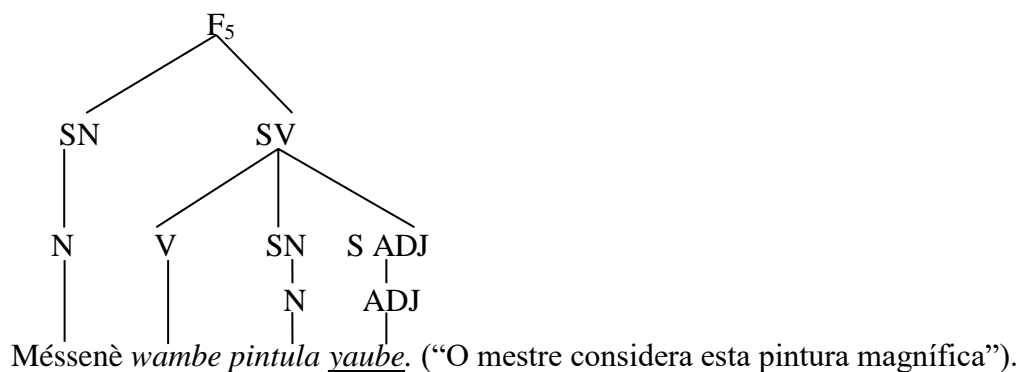 F₅
SN SV
N V SN S ADJ
N ADJ
Méssenè wambe pintula yaube. (“O mestre considera esta pintura magnífica”).